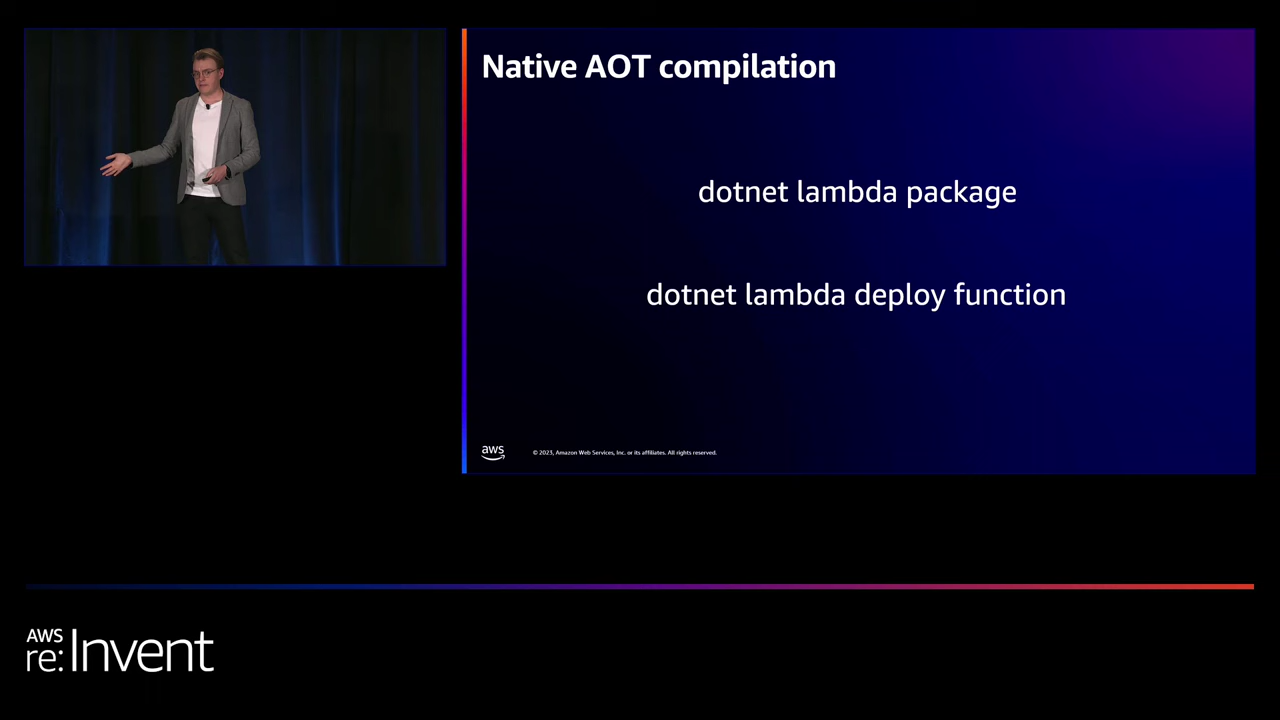 Native AOT compilation
dotnet lambda package
dotnet lambda deploy function
aws
© 2023, Amazon Web Services, Inc. or its affiliates. All rights reserved.
AWS
re:Invent